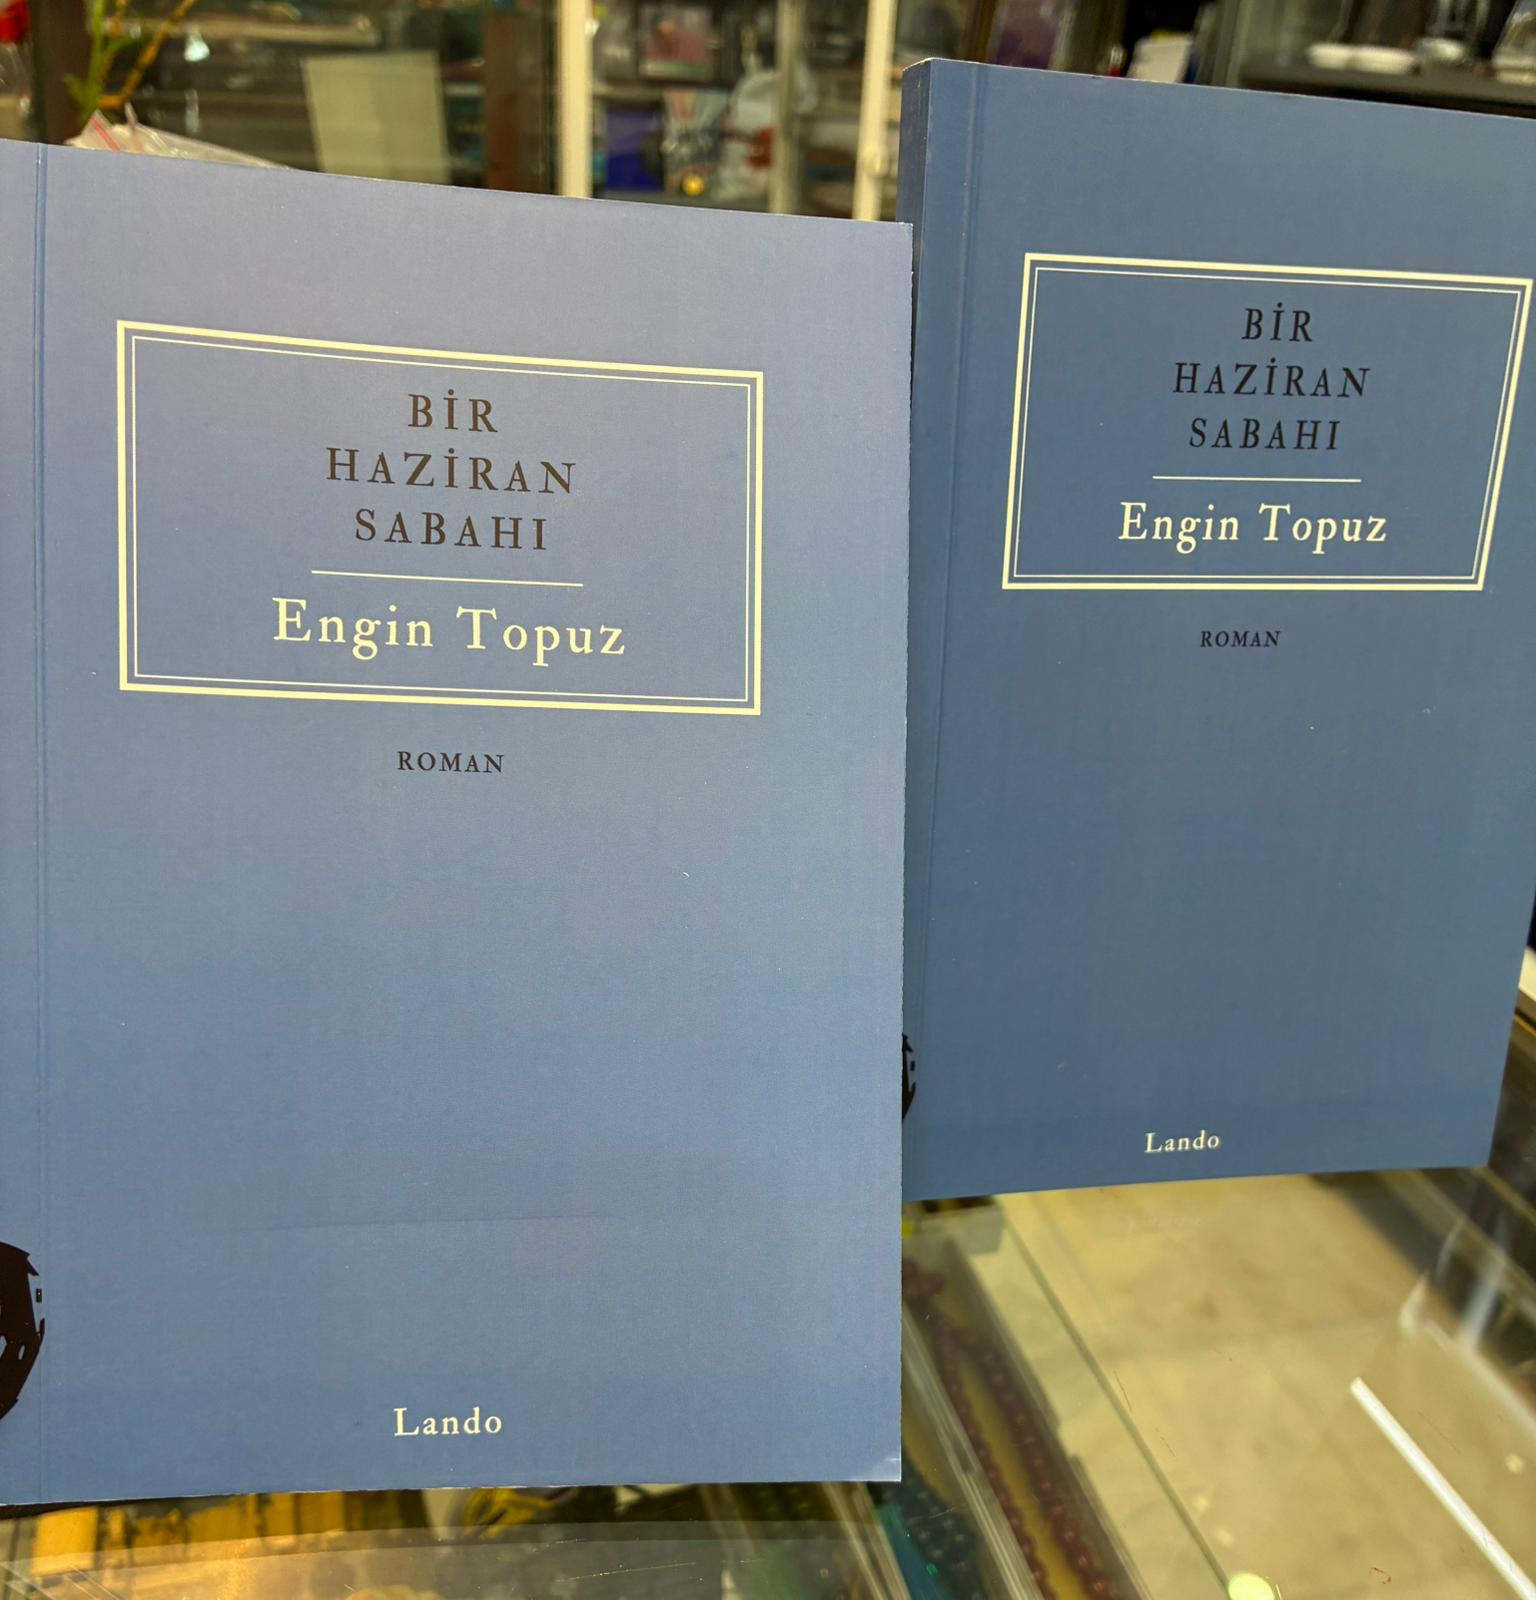 BİR
HAZİRAN
SABAHI
Engin Topuz
ROMAN
Lando
BİR
HAZİRAN
SABAHI
Engin Topuz
ROMAN
Lando